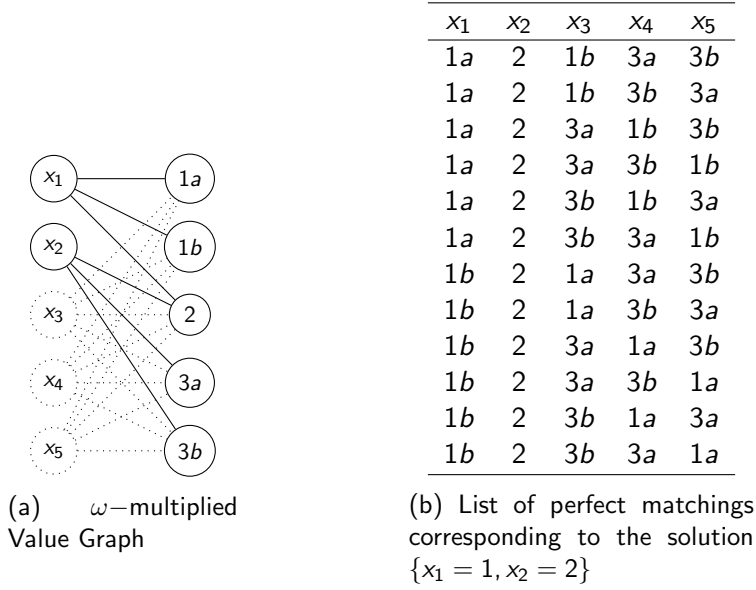 x1
x2
x3
x4
x5
1a
1b
2
3a
3b
(a) ω−multiplied
Value Graph
x1 x2 x3 x4 x5
1a 2 1b 3a 3b
1a 2 1b 3b 3a
1a 2 3a 1b 3b
1a 2 3a 3b 1b
1a 2 3b 1b 3a
1a 2 3b 3a 1b
1b 2 1a 3a 3b
1b 2 1a 3b 3a
1b 2 3a 1a 3b
1b 2 3a 3b 1a
1b 2 3b 1a 3a
1b 2 3b 3a 1a
(b) List of perfect matchings
corresponding to the solution
{x1 = 1, x2 = 2}